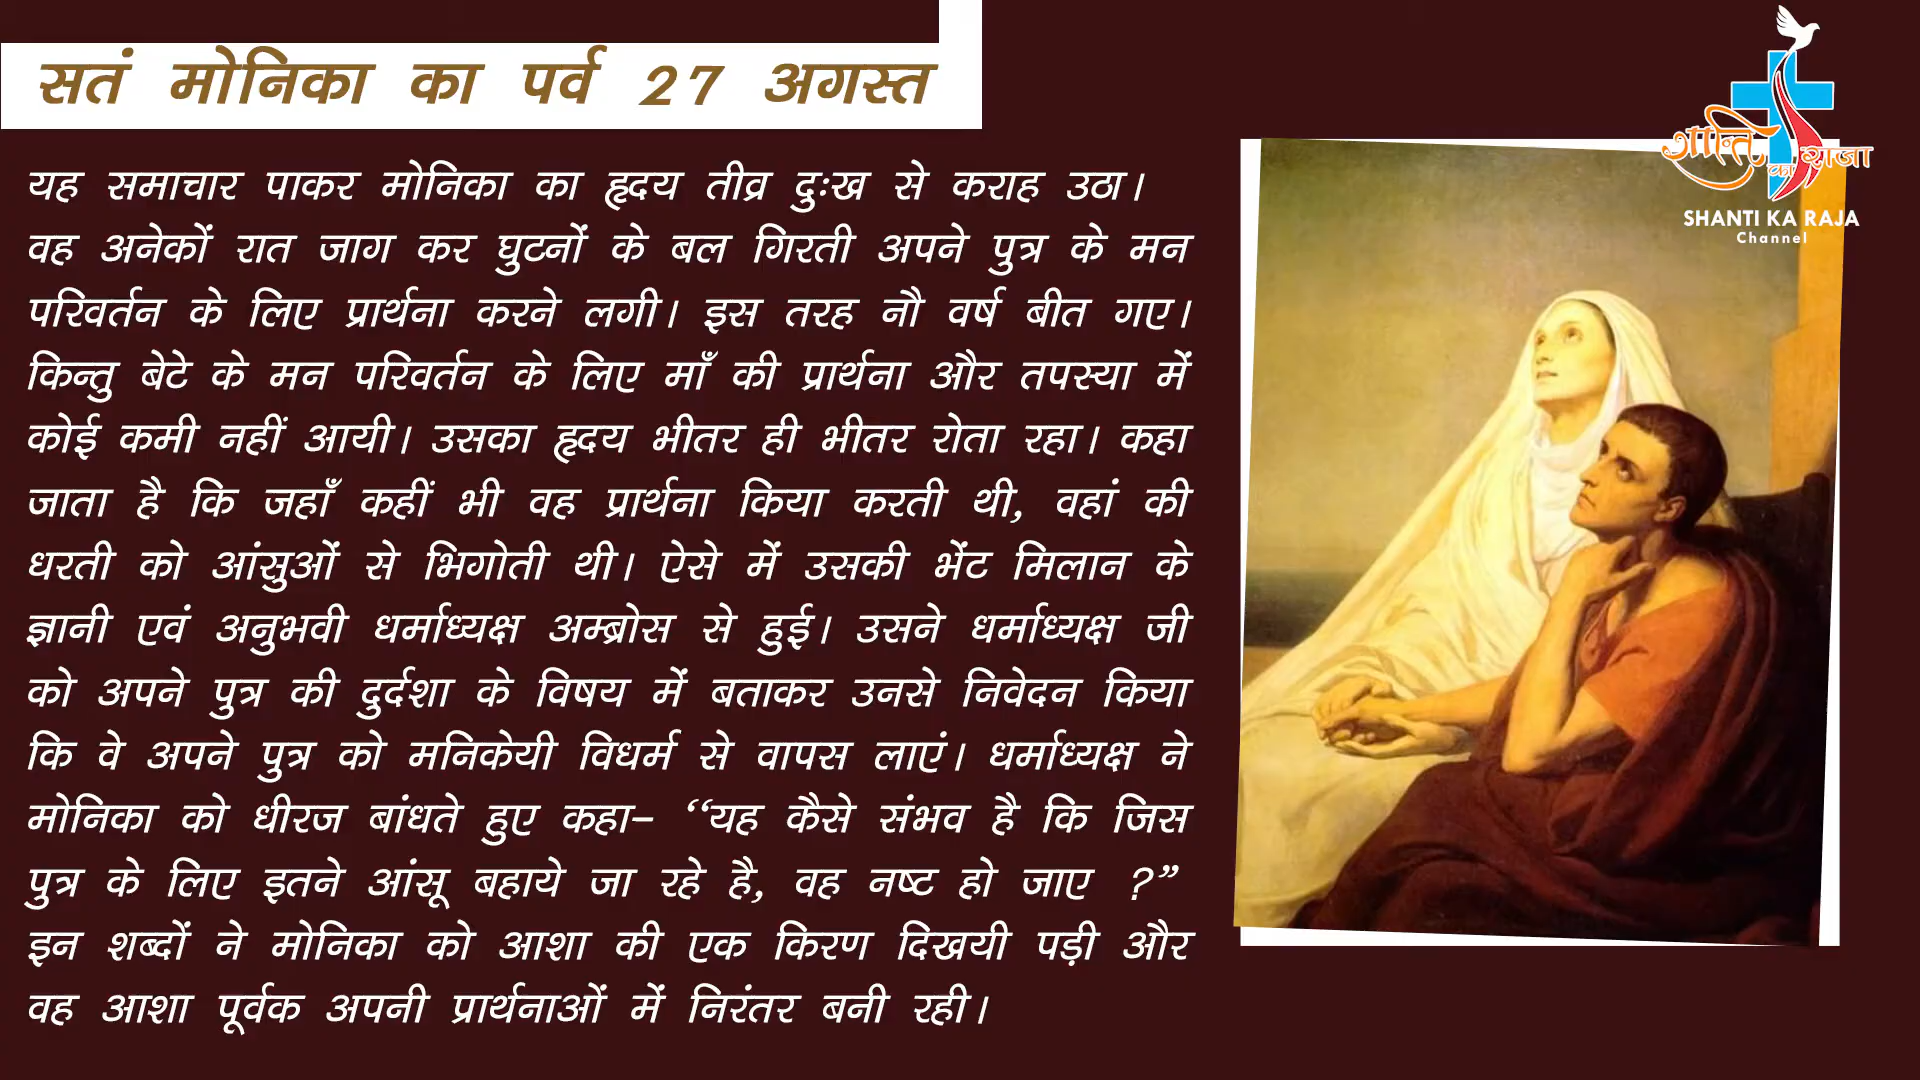 सतं मोनिका का पर्व 27 अगस्त
यह समाचार पाकर मोनिका का हृदय तीव्र दुःख से कराह उठा।
वह अनेकों रात जाग कर घुटनों के बल गिरती अपने पुत्र के मन
परिवर्तन के लिए प्रार्थना करने लगी। इस तरह नौ वर्ष बीत गए।
किन्तु बेटे के मन परिवर्तन के लिए माँ की प्रार्थना और तपस्या में
कोई कमी नहीं आयी। उसका हृदय भीतर ही भीतर रोता रहा। कहा
जाता है कि जहाँ कहीं भी वह प्रार्थना किया करती थी, वहां की
धरती को आंसुओं से भिगोती थी। ऐसे में उसकी भेंट मिलान के
ज्ञानी एवं अनुभवी धर्माध्यक्ष अम्ब्रोस से हुई। उसने धर्माध्यक्ष जी
को अपने पुत्र की दुर्दशा के विषय में बताकर उनसे निवेदन किया
कि वे अपने पुत्र को मनिकेयी विधर्म से वापस लाएं। धर्माध्यक्ष ने
मोनिका को धीरज बांधते हुए कहा– “यह कैसे संभव है कि जिस
पुत्र के लिए इतने आंसू बहाये जा रहे है, वह नष्ट हो जाए ?”
इन शब्दों ने मोनिका को आशा की एक किरण दिखयी पड़ी और
वह आशा पूर्वक अपनी प्रार्थनाओं में निरंतर बनी रही।
शान्ति का राजा
SHANTI KA RAJA
Channel